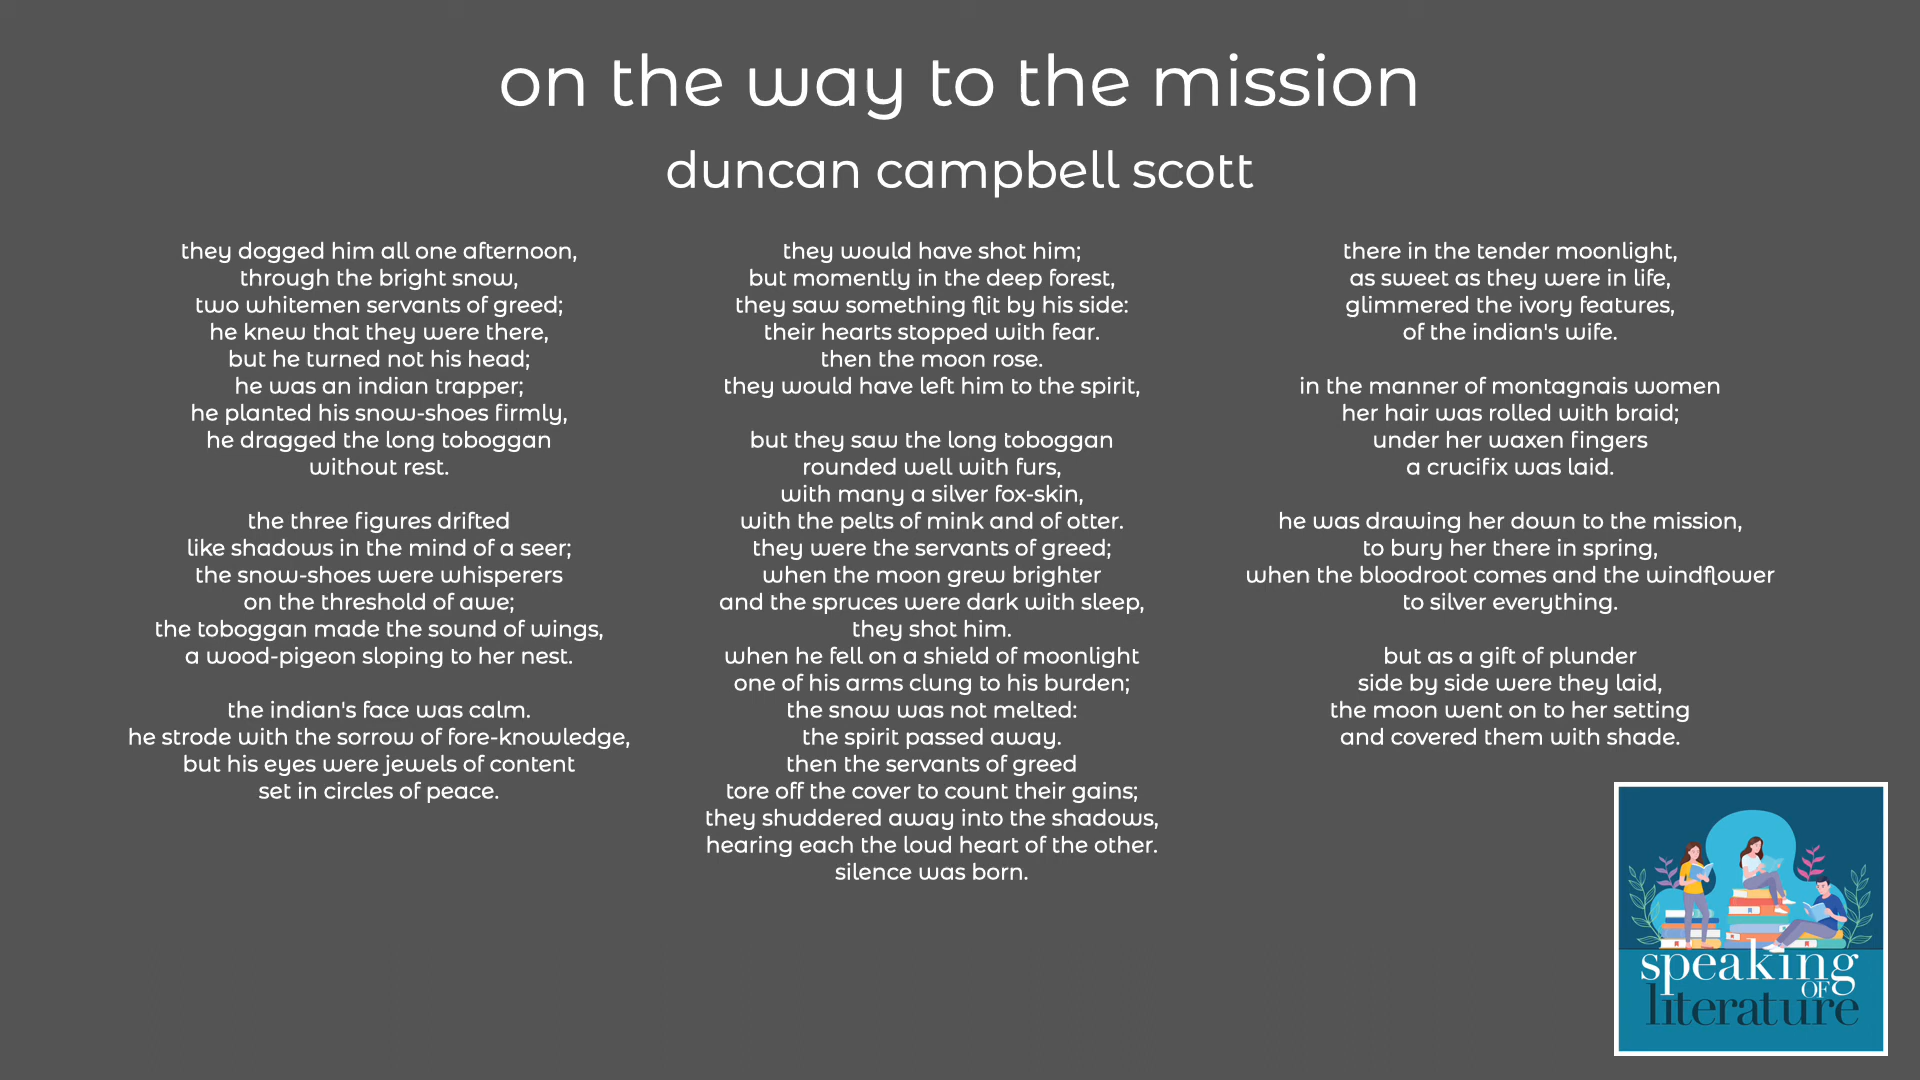 on the way to the mission
duncan campbell scott
they dogged him all one afternoon,
through the bright snow,
two whitemen servants of greed;
he knew that they were there,
but he turned not his head;
he was an indian trapper;
he planted his snow-shoes firmly,
he dragged the long toboggan
without rest.
the three figures drifted
like shadows in the mind of a seer;
the snow-shoes were whisperers
on the threshold of awe;
the toboggan made the sound of wings,
a wood-pigeon sloping to her nest.
the indian's face was calm.
he strode with the sorrow of fore-knowledge,
but his eyes were jewels of content
set in circles of peace.
they would have shot him;
but momently in the deep forest,
they saw something flit by his side:
their hearts stopped with fear.
then the moon rose.
they would have left him to the spirit,
but they saw the long toboggan
rounded well with furs,
with many a silver fox-skin,
with the pelts of mink and of otter.
they were the servants of greed;
when the moon grew brighter
and the spruces were dark with sleep,
they shot him.
when he fell on a shield of moonlight
one of his arms clung to his burden;
the snow was not melted:
the spirit passed away.
then the servants of greed
tore off the cover to count their gains;
they shuddered away into the shadows,
hearing each the loud heart of the other.
silence was born.
there in the tender moonlight,
as sweet as they were in life,
glimmered the ivory features,
of the indian's wife.
in the manner of montagnais women
her hair was rolled with braid;
under her waxen fingers
a crucifix was laid.
he was drawing her down to the mission,
to bury her there in spring,
when the bloodroot comes and the windflower
to silver everything.
but as a gift of plunder
side by side were they laid,
the moon went on to her setting
and covered them with shade.
speaking
OF
literature